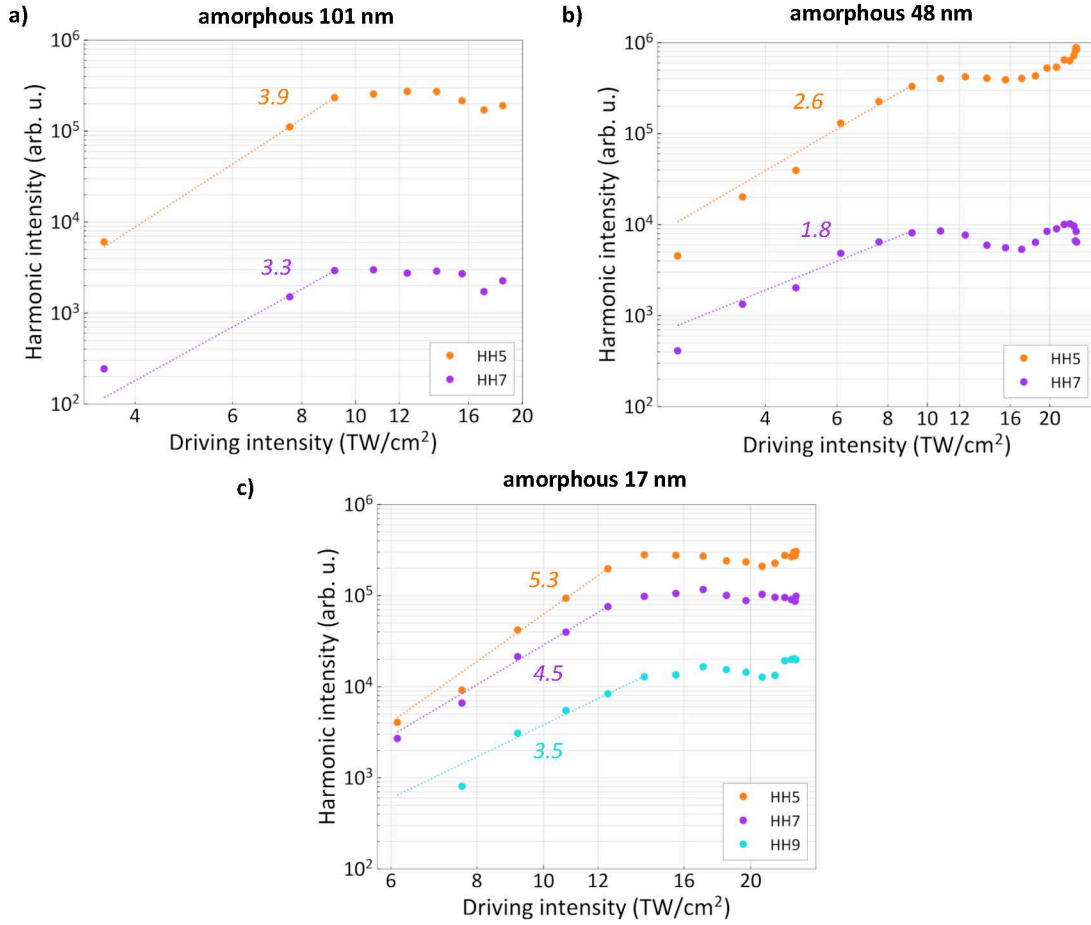 a)
amorphous 101 nm
10⁶
10⁵
10⁴
10³
10²
Harmonic intensity (arb. u.)
3.9
3.3
HH5
HH7
4
6
8
10
12
16
20
Driving intensity (TW/cm²)
b)
amorphous 48 nm
10⁶
10⁵
10⁴
10³
10²
Harmonic intensity (arb. u.)
2.6
1.8
HH5
HH7
4
6
8
10
12
16
20
Driving intensity (TW/cm²)
c)
amorphous 17 nm
10⁶
10⁵
10⁴
10³
10²
Harmonic intensity (arb. u.)
5.3
4.5
3.5
HH5
HH7
HH9
6
8
10
12
16
20
Driving intensity (TW/cm²)